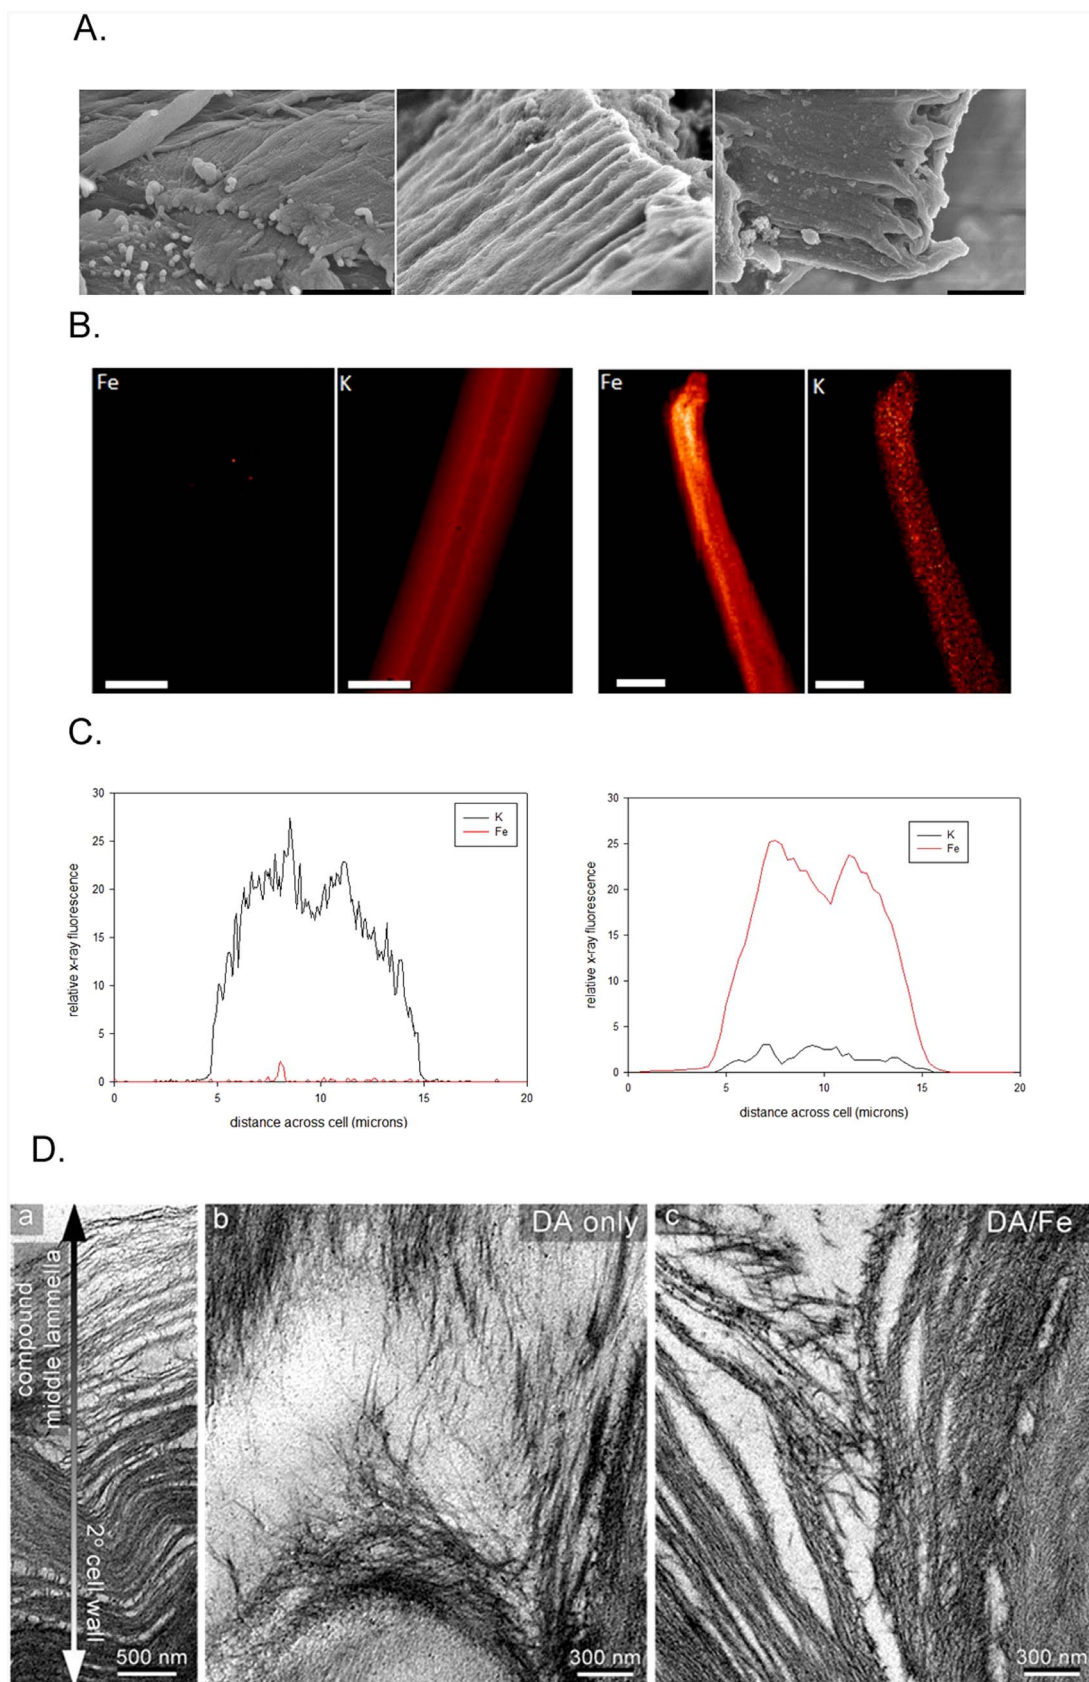 A.
B.
Fe
K
Fe
K
C.
30
25
20
15
10
5
0
relative x-ray fluorescence
K
Fe
0
5
10
15
20
distance across cell (microns)
30
25
20
15
10
5
0
relative x-ray fluorescence
K
Fe
0
5
10
15
20
distance across cell (microns)
D.
a
compound
middle lammella
2° cell wall
500 nm
b
DA only
300 nm
c
DA/Fe
300 nm